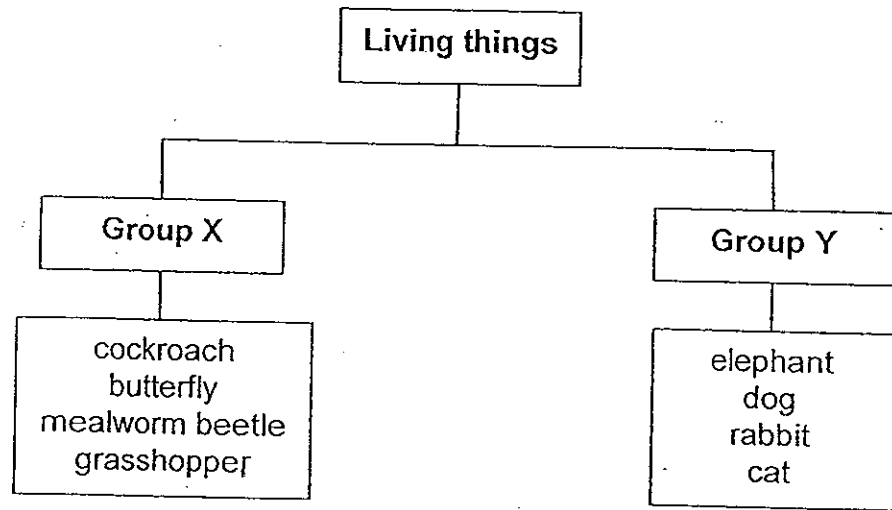 Living things
Group X
Group Y
cockroach
butterfly
mealworm beetle
grasshopper
elephant
dog
rabbit
cat